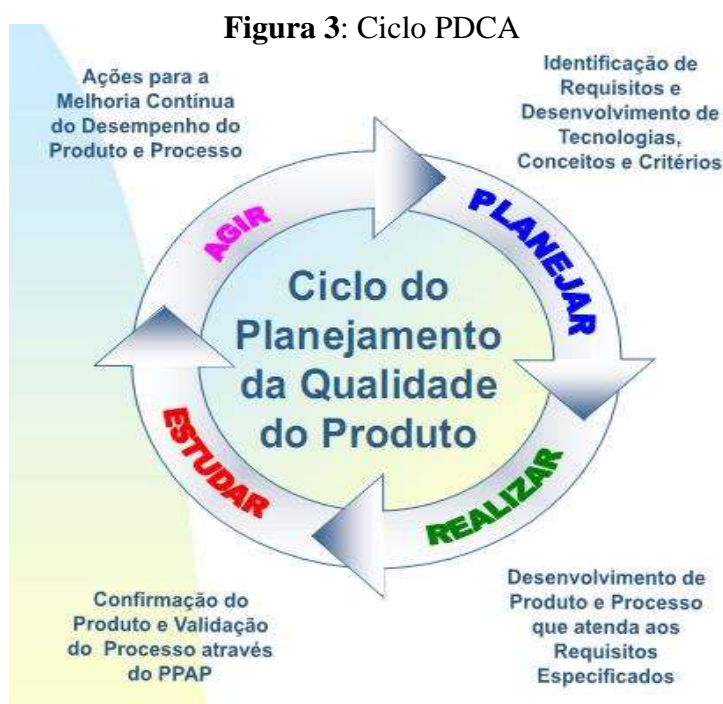 Figura 3: Ciclo PDCA
Ações para a
Melhoria Contínua
do Desempenho do
Produto e Processo
Identificação de
Requisitos e
Desenvolvimento de
Tecnologias,
Conceitos e Critérios
AGIR
PLANEJAR
Ciclo do
Planejamento
da Qualidade
do Produto
ESTUDAR
REALIZAR
Confirmação do
Produto e Validação
do Processo através
do PPAP
Desenvolvimento de
Produto e Processo
que atenda aos
Requisitos
Especificados